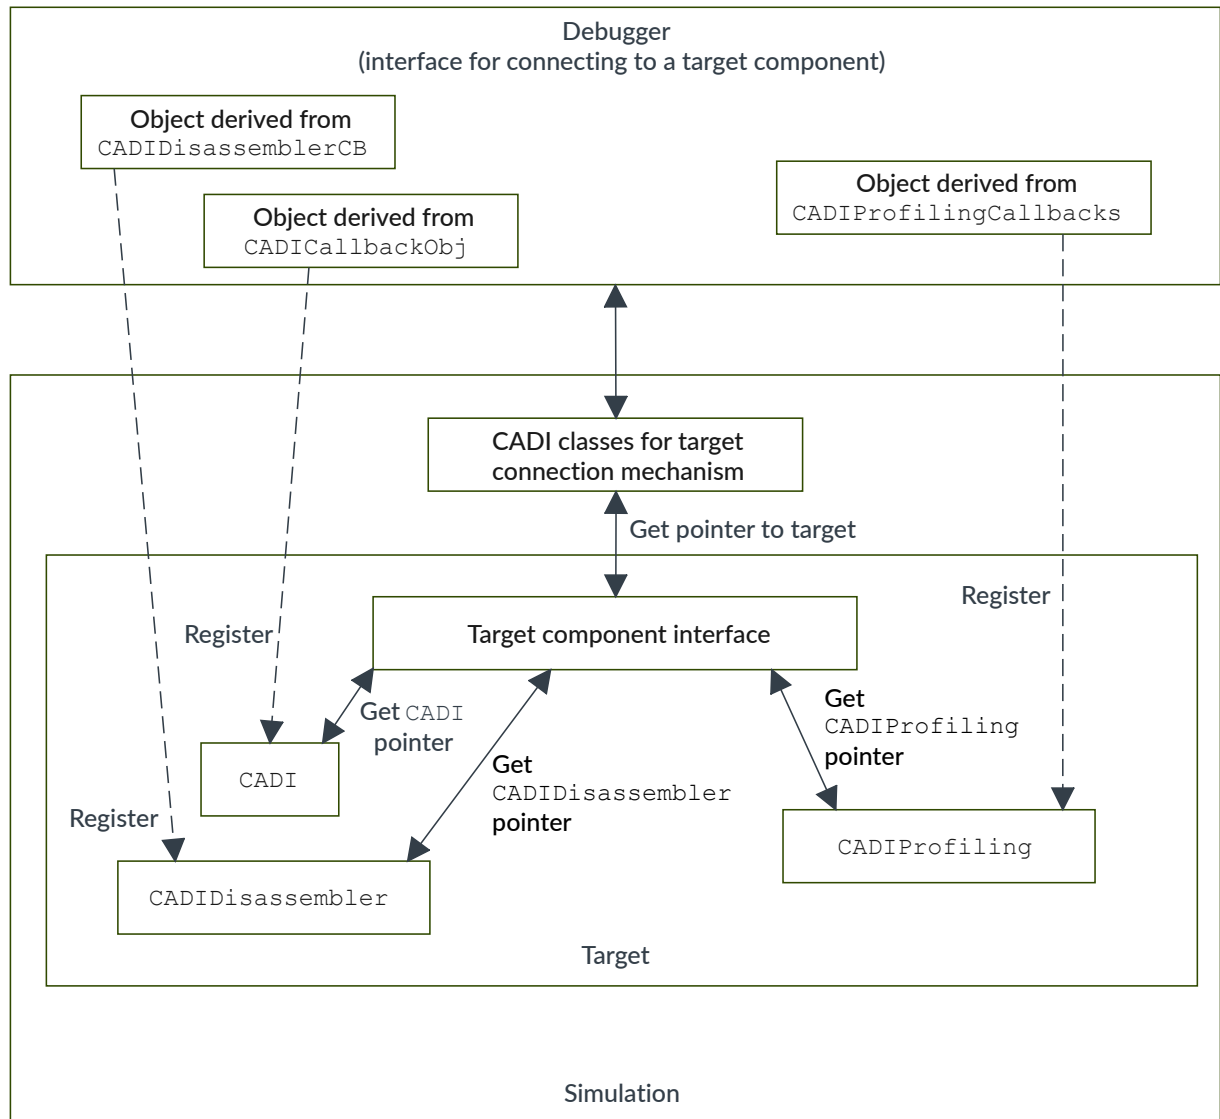 Debugger
(interface for connecting to a target component)
Object derived from
CADIDisassemblerCB
Object derived from
CADICallbackObj
Object derived from
CADIProfilingCallbacks
CADI classes for target
connection mechanism
Get pointer to target
Register
Target component interface
Register
Get CADI
pointer
Get
CADIDisassembler
pointer
Get
CADIProfiling
pointer
CADI
Register
CADIProfiling
CADIDisassembler
Target
Simulation